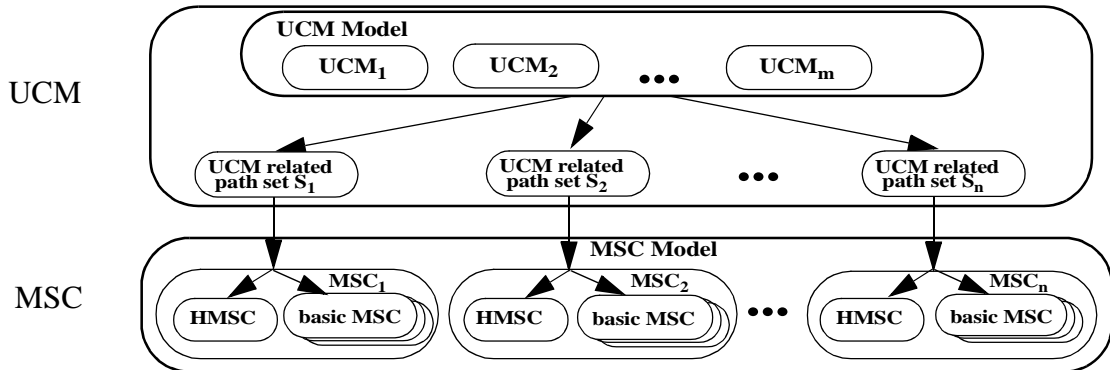 UCM Model
UCM1
UCM2
•••
UCMm
UCM
UCM related
path set S1
UCM related
path set S2
•••
UCM related
path set Sn
MSC Model
MSC
MSC1
HMSC
basic MSC
MSC2
HMSC
basic MSC
•••
MSCn
HMSC
basic MSC